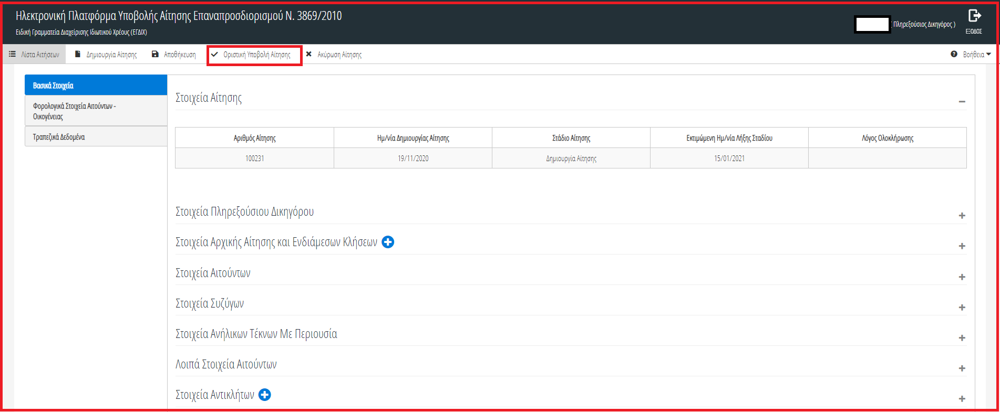 Ηλεκτρονική Πλατφόρμα Υποβολής Αίτησης Επαναπροσδιορισμού Ν. 3869/2010
Ειδική Γραμματεία Διαχείρισης Ιδιωτικού Χρέους (ΕΓΔΙΧ)
( Πληρεξούσιος Δικηγόρος )
ΕΞΟΔΟΣ
Λίστα Αιτήσεων
Δημιουργία Αίτησης
Αποθήκευση
Οριστική Υποβολή Αίτησης
Ακύρωση Αίτησης
Βοήθεια
Βασικά Στοιχεία
Φορολογικά Στοιχεία Αιτούντων -
Οικογένειας
Τραπεζικά Δεδομένα
Στοιχεία Αίτησης
Αριθμός Αίτησης Ημ/νία Δημιουργίας Αίτησης Στάδιο Αίτησης Εκτιμώμενη Ημ/νία Λήξης Σταδίου Λόγος Ολοκλήρωσης
100231 19/11/2020 Δημιουργία Αίτησης 15/01/2021
Στοιχεία Πληρεξούσιου Δικηγόρου
Στοιχεία Αρχικής Αίτησης και Ενδιάμεσων Κλήσεων
Στοιχεία Αιτούντων
Στοιχεία Συζύγων
Στοιχεία Ανήλικων Τέκνων Με Περιουσία
Λοιπά Στοιχεία Αιτούντων
Στοιχεία Αντικλήτων